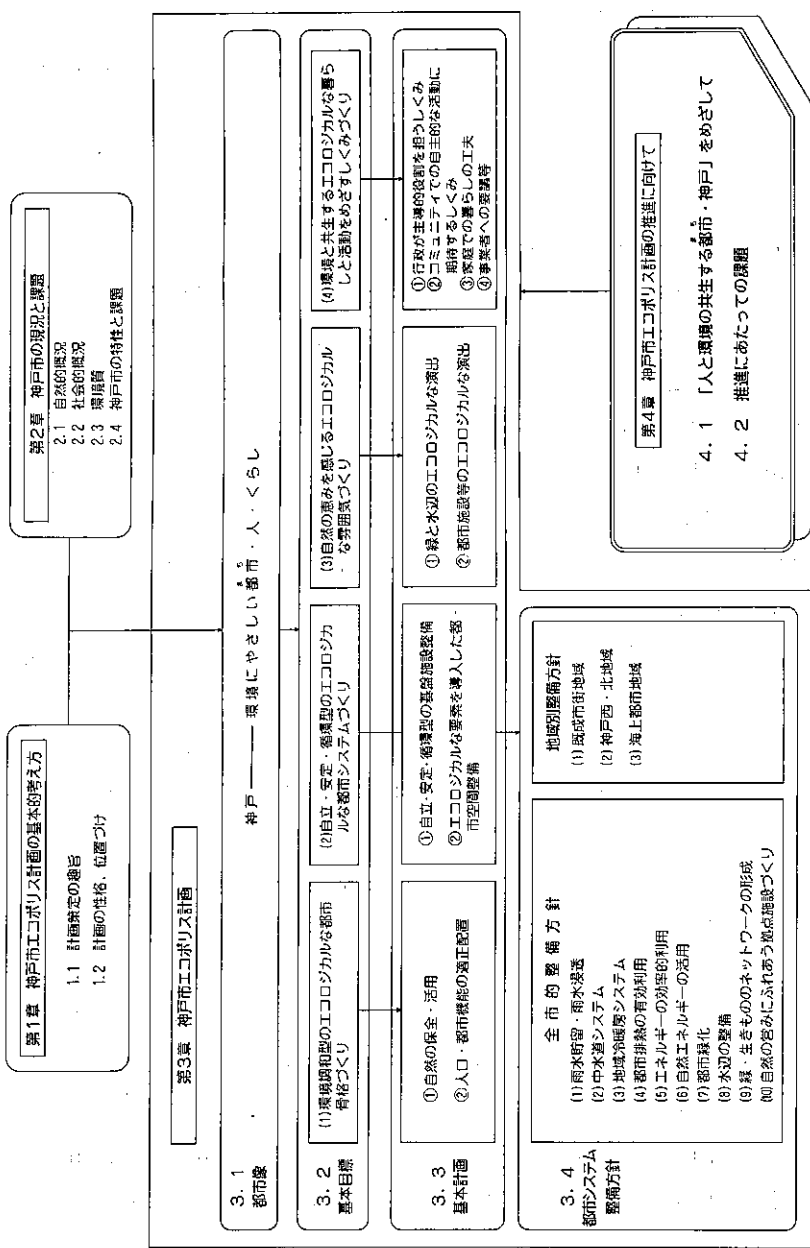 第1章 神戸市エコポリス計画の基本的考え方
1.1 計画策定の趣旨
1.2 計画の性格、位置づけ
第2章 神戸市の現況と課題
2.1 自然的概況
2.2 社会的概況
2.3 環境質
2.4 神戸市の特性と課題
第3章 神戸市エコポリス計画
3.1
都市像
神戸――環境にやさしい都市・人・くらし
まち
3.2
基本目標
(1)環境調和型のエコロジカルな都市
骨格づくり
(2)自立・安定・循環型のエコロジカ
ルな都市システムづくり
(3)自然の恵みを感じるエコロジカル
な雰囲気づくり
(4)環境と共生するエコロジカルな暮ら
しと活動をめざすしくみづくり
3.3
基本計画
①自然の保全・活用
②人口・都市機能の適正配置
①自立・安定・循環型の基盤施設整備
②エコロジカルな要素を導入した都
市空間整備
①緑と水辺のエコロジカルな演出
②都市施設等のエコロジカルな演出
①行政が主導的役割を担うしくみ
②コミュニティでの自主的な活動に
期待するしくみ
③家庭での暮らしの工夫
④事業者への要請等
3.4
都市システム
整備方針
全市的整備方針
(1)雨水貯留・雨水浸透
(2)中水道システム
(3)地域冷暖房システム
(4)都市排熱の有効利用
(5)エネルギーの効率的利用
(6)自然エネルギーの活用
(7)都市緑化
(8)水辺の整備
(9)緑・生きもののネットワークの形成
(10)自然の営みにふれあう拠点施設づくり
地域別整備方針
(1)既成市街地域
(2)神戸西・北地域
(3)海上都市地域
第4章 神戸市エコポリス計画の推進に向けて
4.1 「人と環境の共生する都市・神戸」をめざして
まち
4.2 推進にあたっての課題